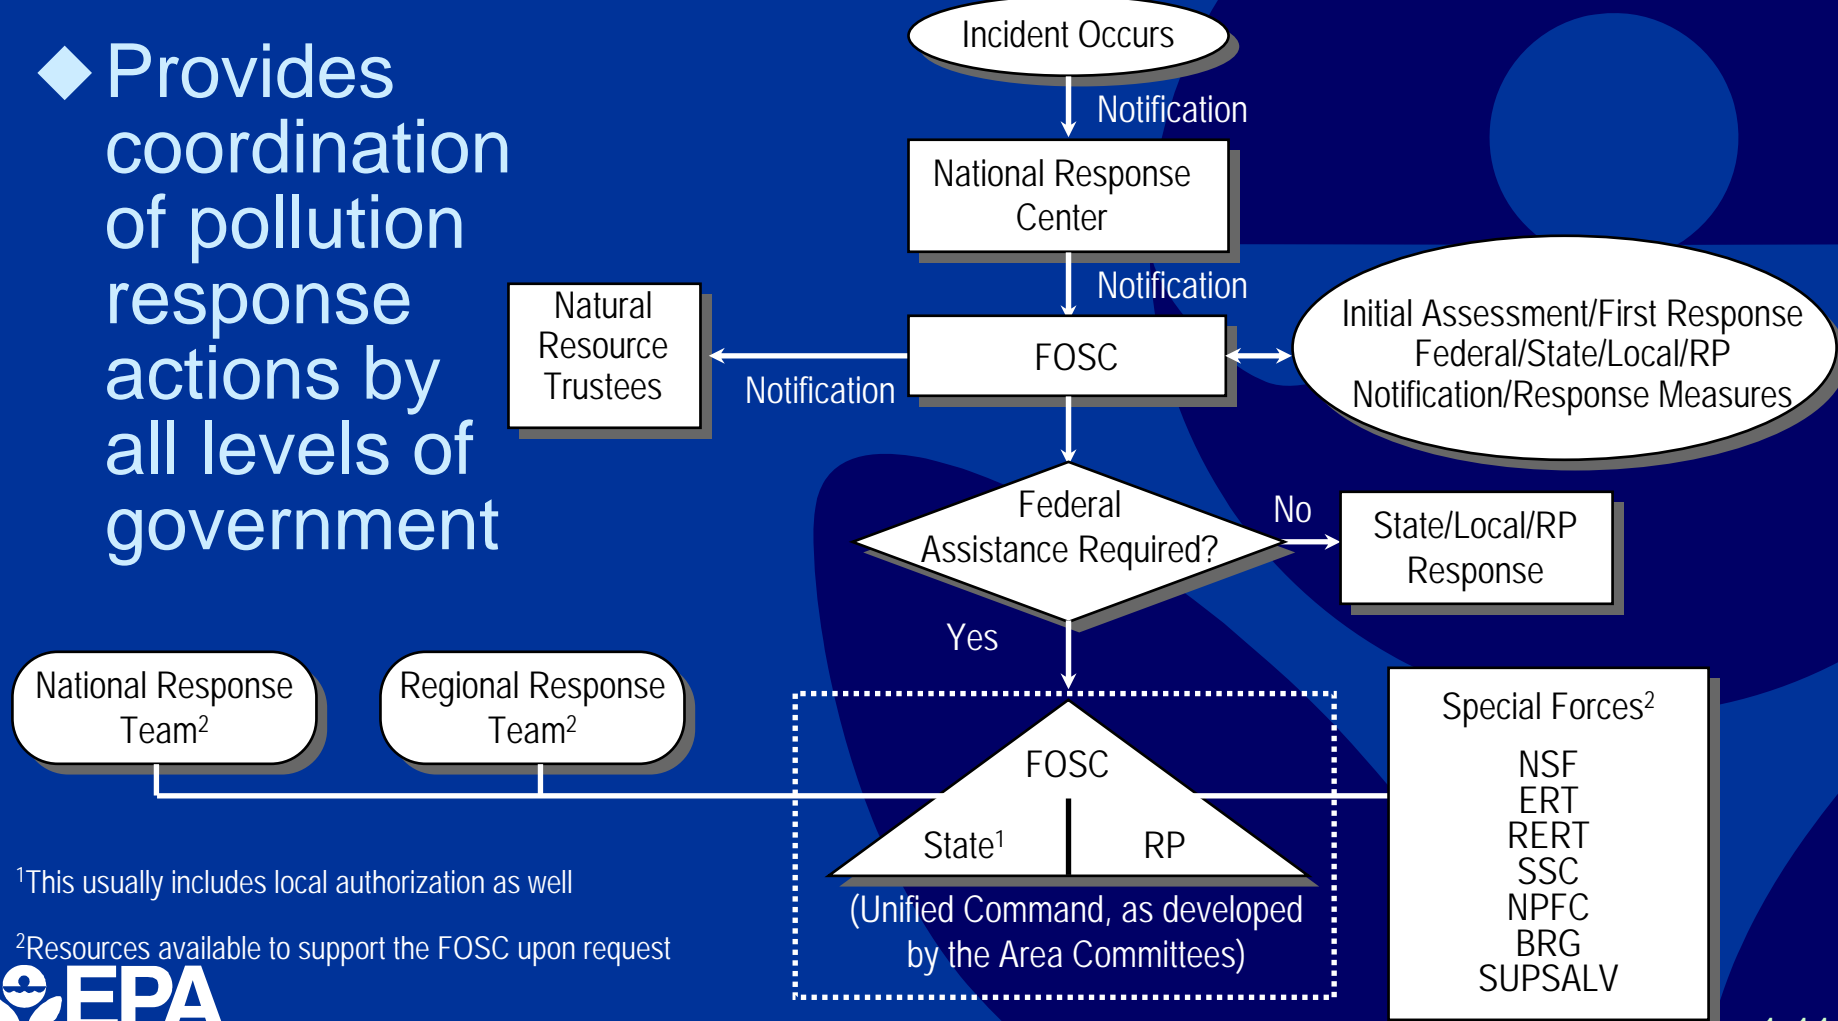 Provides
coordination
of pollution
response
actions by
all levels of
government
Incident Occurs
Notification
National Response
Center
Notification
Natural
Resource
Trustees
Notification
FOSC
Initial Assessment/First Response
Federal/State/Local/RP
Notification/Response Measures
Federal
Assistance Required?
No
State/Local/RP
Response
Yes
National Response
Team²
Regional Response
Team²
FOSC
State¹
RP
(Unified Command, as developed
by the Area Committees)
Special Forces²
NSF
ERT
RERT
SSC
NPFC
BRG
SUPSALV
¹This usually includes local authorization as well
²Resources available to support the FOSC upon request
EPA